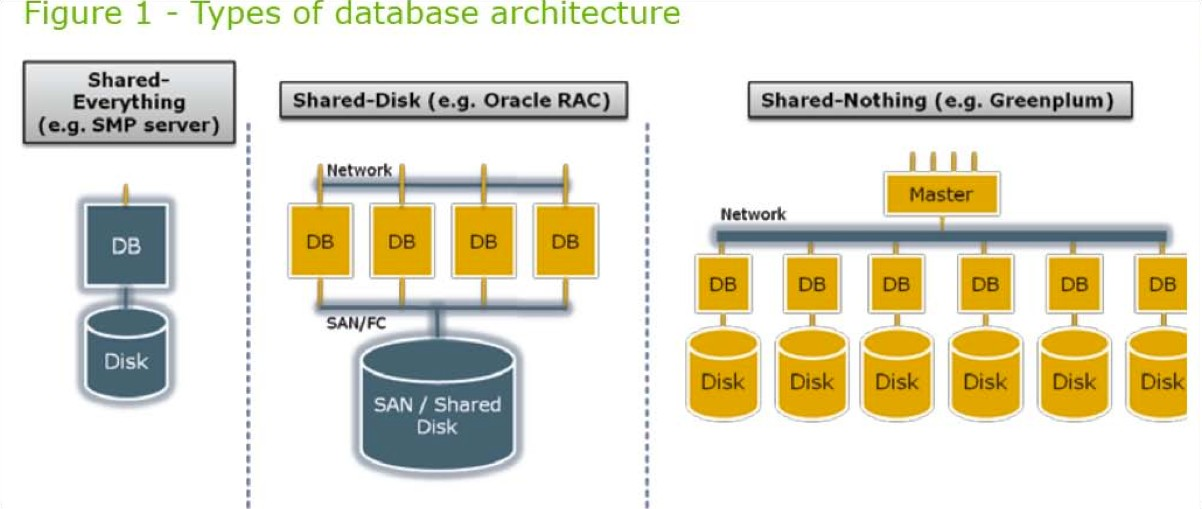 Figure 1 - Types of database architecture
Shared-
Everything
(e.g. SMP server)
DB
Disk
Shared-Disk (e.g. Oracle RAC)
Network
DB DB DB DB
SAN/FC
SAN / Shared
Disk
Shared-Nothing (e.g. Greenplum)
Master
Network
DB DB DB DB DB DB
Disk Disk Disk Disk Disk Disk